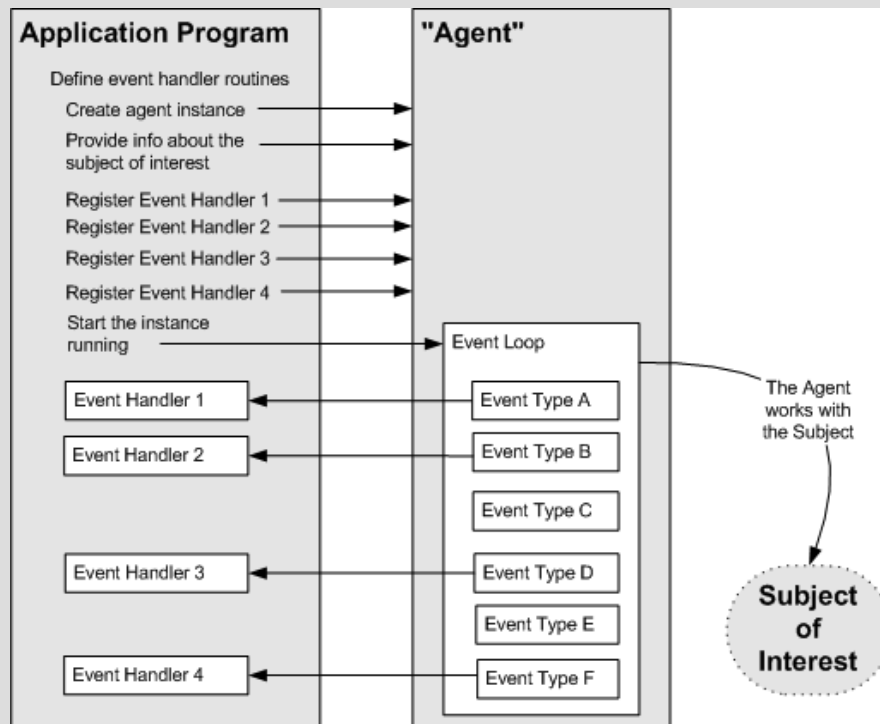 Application Program
Define event handler routines
Create agent instance
Provide info about the
subject of interest
Register Event Handler 1
Register Event Handler 2
Register Event Handler 3
Register Event Handler 4
Start the instance
running
Event Handler 1
Event Handler 2
Event Handler 3
Event Handler 4
"Agent"
Event Loop
Event Type A
Event Type B
Event Type C
Event Type D
Event Type E
Event Type F
The Agent
works with
the Subject
Subject
of
Interest